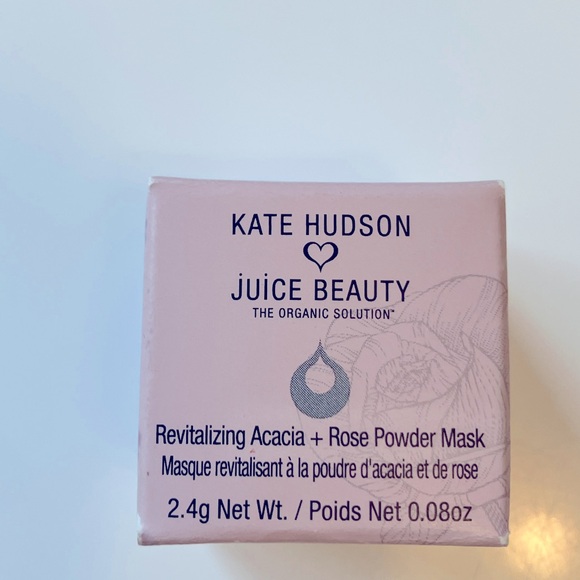 KATE HUDSON
juice BEAUTY
THE ORGANIC SOLUTION™
Revitalizing Acacia + Rose Powder Mask
Masque revitalisant à la poudre d'acacia et de rose
2.4g Net Wt. / Poids Net 0.08oz